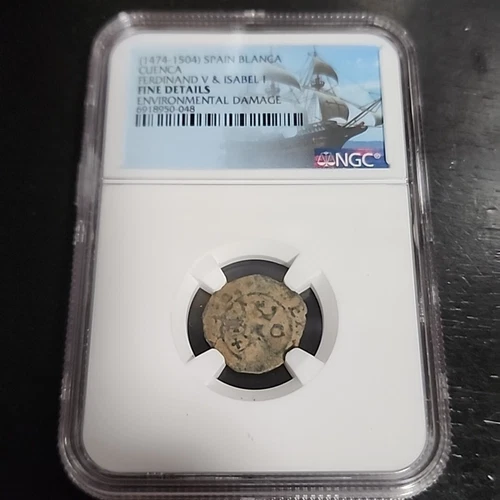 (1474-1504) SPAIN BLANCA
CUENCA
FERDINAND V & ISABEL I
FINE DETAILS
ENVIRONMENTAL DAMAGE
6918950-048
NGC®